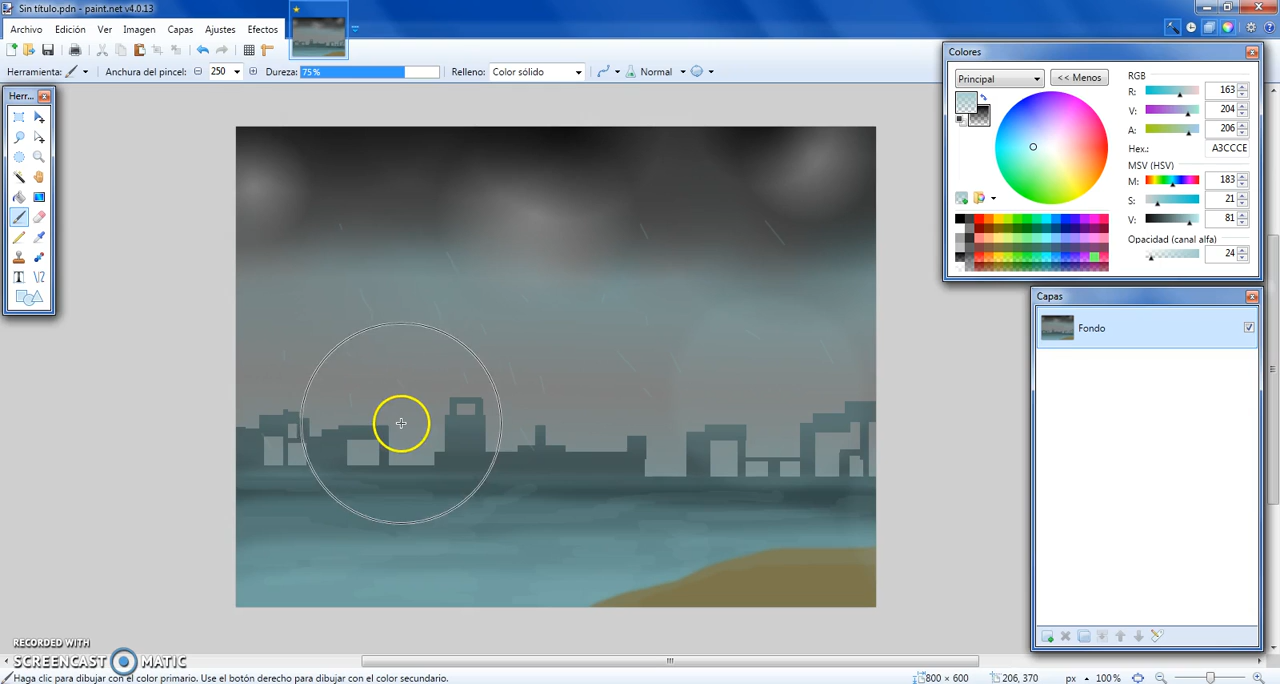 Sin título.pdn - paint.net v4.0.13
Archivo Edición Ver Imagen Capas Ajustes Efectos
Herramienta: Anchura del pincel: 250 Dureza: 75% Relleno: Color sólido Normal
Herr...
Colores
Principal << Menos RGB
R: 163
V: 204
A: 206
Hex.: A3CCCE
MSV (HSV)
M: 183
S: 21
V: 81
Opacidad (canal alfa)
24
Capas
Fondo
RECORDED WITH
SCREENCAST MATIC
Haga clic para dibujar con el color primario. Use el botón derecho para dibujar con el color secundario. 800 × 600 206, 370 px 100%